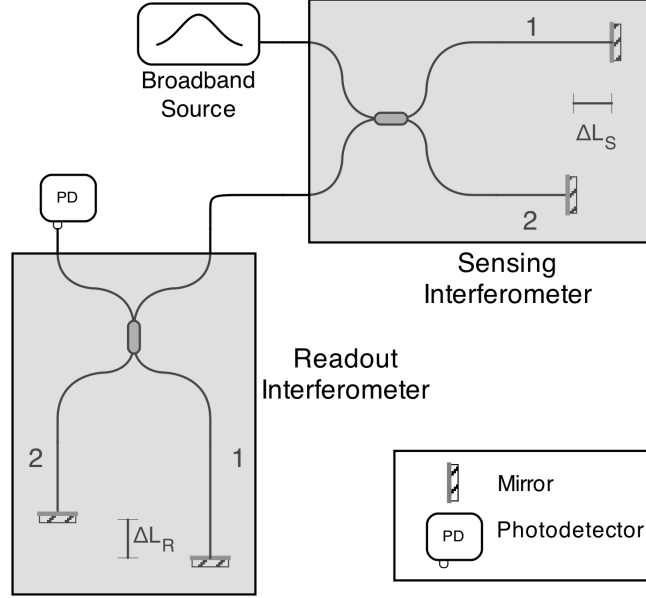 Broadband
Source
1
ΔL_S
2
PD
Sensing
Interferometer
Readout
Interferometer
2
1
ΔL_R
Mirror
PD
Photodetector